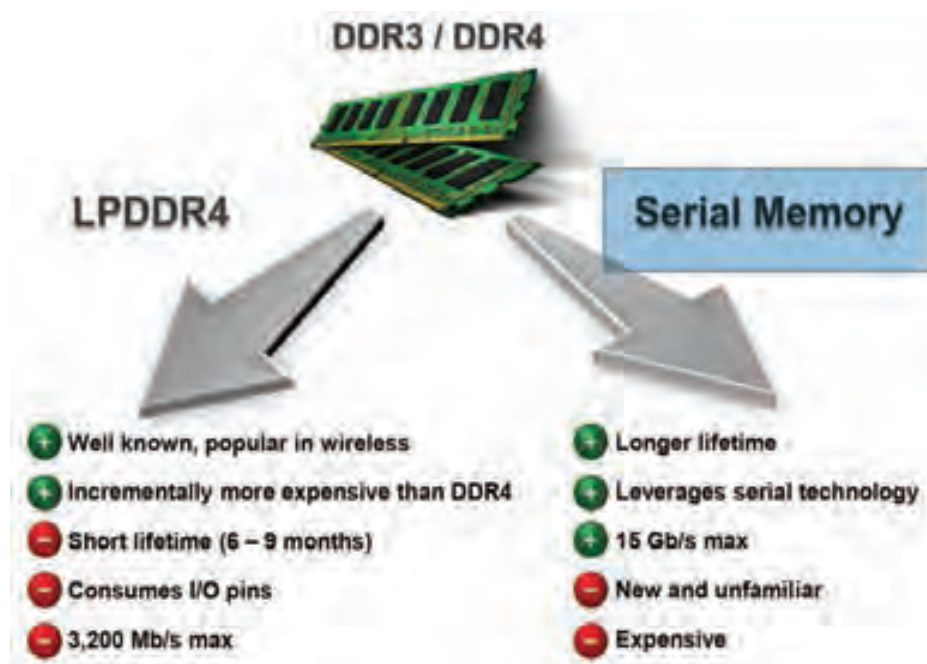 DDR3 / DDR4
LPDDR4
Serial Memory
Well known, popular in wireless
Incrementally more expensive than DDR4
Short lifetime (6 – 9 months)
Consumes I/O pins
3,200 Mb/s max
Longer lifetime
Leverages serial technology
15 Gb/s max
New and unfamiliar
Expensive